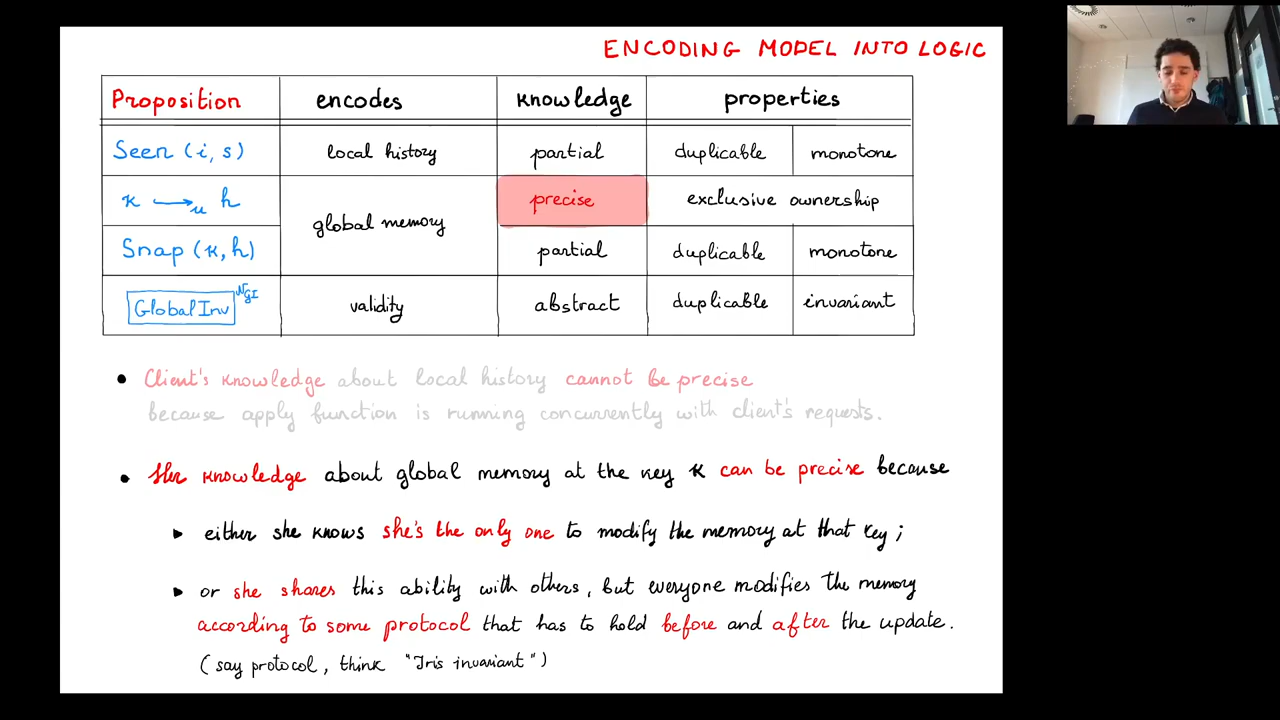 ENCODING MODEL INTO LOGIC
Proposition encodes knowledge properties
Seen (i, s) local history partial duplicable monotone
κ ⟶ᵤ h precise exclusive ownership
global memory
Snap (κ, h) partial duplicable monotone
GlobalInv N_GI validity abstract duplicable invariant
• Client's knowledge about local history cannot be precise
because apply function is running concurrently with client's requests.
• Her knowledge about global memory at the key κ can be precise because
▸ either she knows she's the only one to modify the memory at that key;
▸ or she shares this ability with others, but everyone modifies the memory
according to some protocol that has to hold before and after the update.
(say protocol, think "Iris invariant")